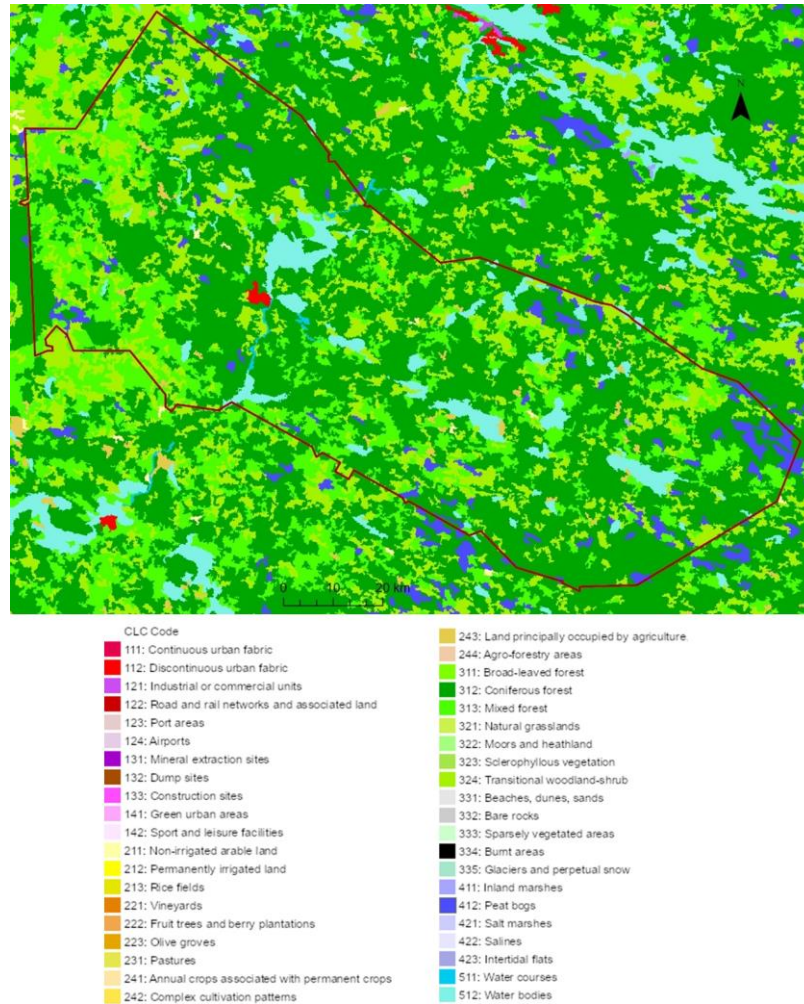 N
0 10 20 km
CLC Code
111: Continuous urban fabric
112: Discontinuous urban fabric
121: Industrial or commercial units
122: Road and rail networks and associated land
123: Port areas
124: Airports
131: Mineral extraction sites
132: Dump sites
133: Construction sites
141: Green urban areas
142: Sport and leisure facilities
211: Non-irrigated arable land
212: Permanently irrigated land
213: Rice fields
221: Vineyards
222: Fruit trees and berry plantations
223: Olive groves
231: Pastures
241: Annual crops associated with permanent crops
242: Complex cultivation patterns
243: Land principally occupied by agriculture
244: Agro-forestry areas
311: Broad-leaved forest
312: Coniferous forest
313: Mixed forest
321: Natural grasslands
322: Moors and heathland
323: Sclerophyllous vegetation
324: Transitional woodland-shrub
331: Beaches, dunes, sands
332: Bare rocks
333: Sparsely vegetated areas
334: Burnt areas
335: Glaciers and perpetual snow
411: Inland marshes
412: Peat bogs
421: Salt marshes
422: Salines
423: Intertidal flats
511: Water courses
512: Water bodies